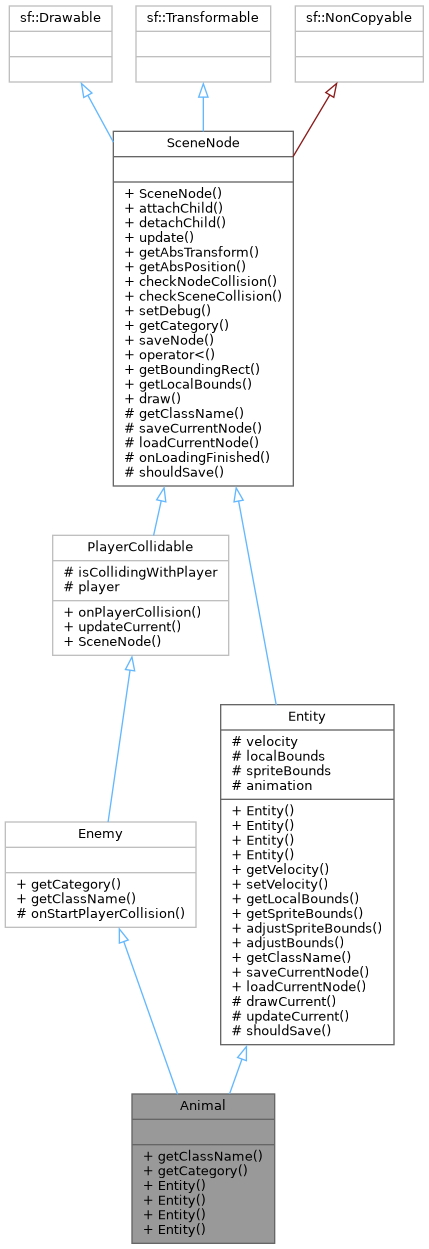 sf::Drawable
sf::Transformable
sf::NonCopyable
SceneNode
+ SceneNode()
+ attachChild()
+ detachChild()
+ update()
+ getAbsTransform()
+ getAbsPosition()
+ checkNodeCollision()
+ checkSceneCollision()
+ setDebug()
+ getCategory()
+ saveNode()
+ operator<()
+ getBoundingRect()
+ getLocalBounds()
+ draw()
# getClassName()
# saveCurrentNode()
# loadCurrentNode()
# onLoadingFinished()
# shouldSave()
PlayerCollidable
# isCollidingWithPlayer
# player
+ onPlayerCollision()
+ updateCurrent()
+ SceneNode()
Entity
# velocity
# localBounds
# spriteBounds
# animation
+ Entity()
+ Entity()
+ Entity()
+ Entity()
+ getVelocity()
+ setVelocity()
+ getLocalBounds()
+ getSpriteBounds()
+ adjustSpriteBounds()
+ adjustBounds()
+ getClassName()
+ saveCurrentNode()
+ loadCurrentNode()
# drawCurrent()
# updateCurrent()
# shouldSave()
Enemy
+ getCategory()
+ getClassName()
# onStartPlayerCollision()
Animal
+ getClassName()
+ getCategory()
+ Entity()
+ Entity()
+ Entity()
+ Entity()